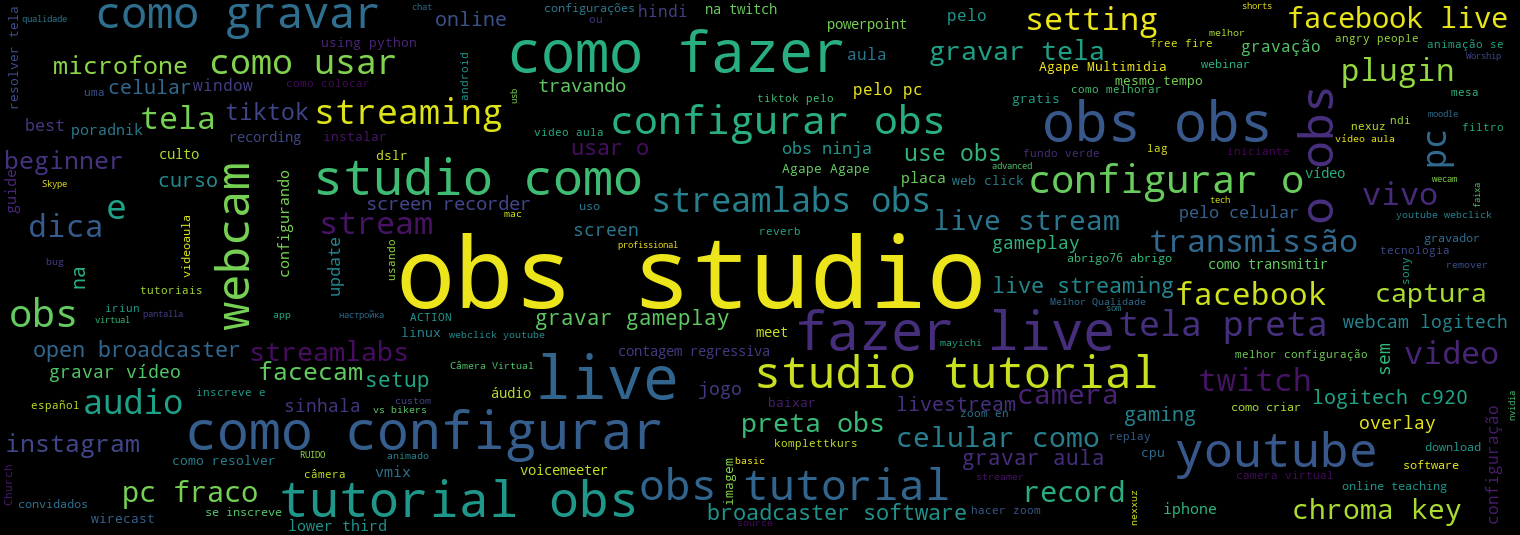 qualidade
como gravar
chat
online
configurações
ou
hindi
na twitch
powerpoint
pelo
setting
shorts
facebook live
resolver tela
using python
como fazer
aula
gravar tela
free fire
melhor
gravação
angry people
animação se
Worship
microfone
como usar
android
Agape Multimidia
webinar
plugin
uma
celular
window
como colocar
travando
pelo pc
mesmo tempo
como melhorar
mesa
tela
tiktok
streaming
usb
tiktok pelo
gratis
obs obs
o obs
moodle
best
poradnik
recording
instalar
video aula
configurar obs
nexuz
ndi
filtro
pc
beginner
culto
dslr
usar o
obs ninja
use obs
fundo verde
lag
iniciante
vídeo aula
guide
Skype
curso
webcam
configurando
studio como
Agape Agape
placa
web click
advanced
configurar o
vídeo
wecam
vivo
faixa
e
screen recorder
uso
mac
streamlabs obs
tech
pelo celular
youtube webclick
dica
stream
screen
reverb
live stream
gameplay
transmissão
gravador
videoaula
update
usando
profissional
obs studio
abrigo76 abrigo
tecnologia
bug
na
como transmitir
sony
remover
tutoriais
live streaming
facebook
captura
obs
iriun
virtual
pantalla
app
настройка
ACTION
gravar gameplay
Melhor Qualidade
som
linux
webclick youtube
meet
fazer live
tela preta
webcam logitech
open broadcaster
streamlabs
contagem regressiva
mayichi
melhor configuração
sem
video
gravar vídeo
facecam
setup
Câmera Virtual
live
jogo
studio tutorial
twitch
español
audio
inscreve e
sinhala
custom
vs bikers
áudio
baixar
livestream
camera
como criar
logitech c920
nvidia
instagram
como configurar
preta obs
zoom en
gaming
overlay
como resolver
RUIDO
animado
komplettkurs
celular como
replay
youtube
download
configuração
Church
câmera
vmix
voicemeeter
basic
imagem
gravar aula
cpu
software
convidados
pc fraco
tutorial obs
obs tutorial
streamer
record
camera virtual
online teaching
wirecast
se inscreve
lower third
broadcaster software
source
hacer zoom
nexxuz
iphone
chroma key